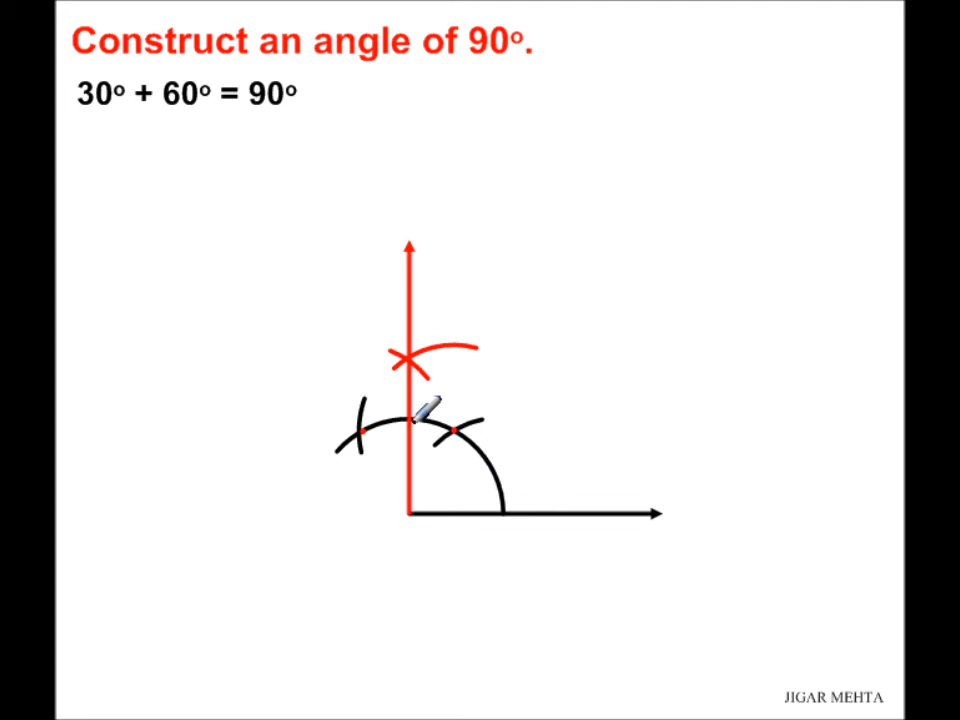 Construct an angle of 90º.
30º + 60º = 90º
JIGAR MEHTA